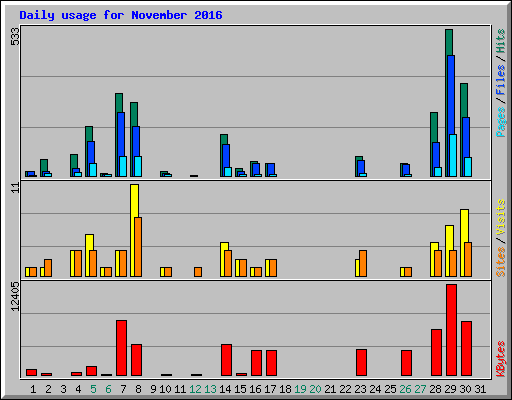 Daily usage for November 2016
533
Pages / Files / Hits
11
Sites / Visits
12405
KBytes
1 2 3 4 5 6 7 8 9 10 11 12 13 14 15 16 17 18 19 20 21 22 23 24 25 26 27 28 29 30 31